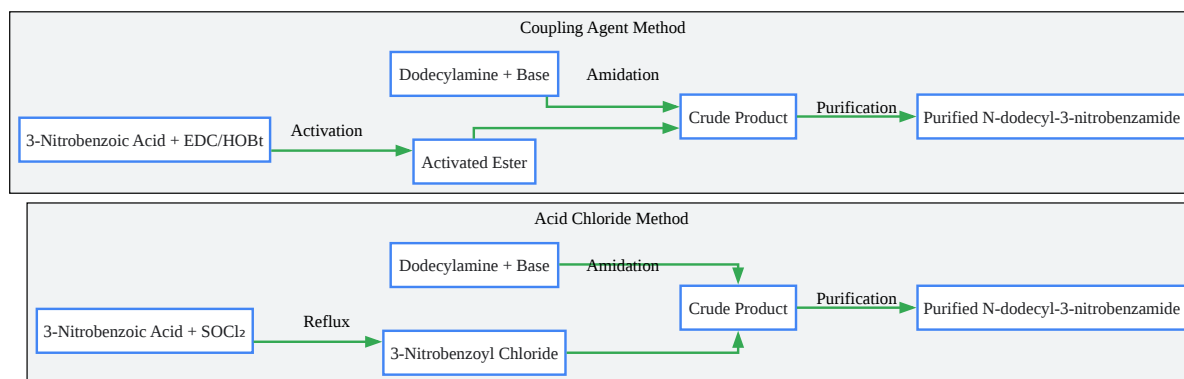 Coupling Agent Method
Dodecylamine + Base
Amidation
Crude Product
Purification
Purified N-dodecyl-3-nitrobenzamide
3-Nitrobenzoic Acid + EDC/HOBt
Activation
Activated Ester
Acid Chloride Method
Dodecylamine + Base
Amidation
Crude Product
Purification
Purified N-dodecyl-3-nitrobenzamide
3-Nitrobenzoic Acid + SOCl₂
Reflux
3-Nitrobenzoyl Chloride